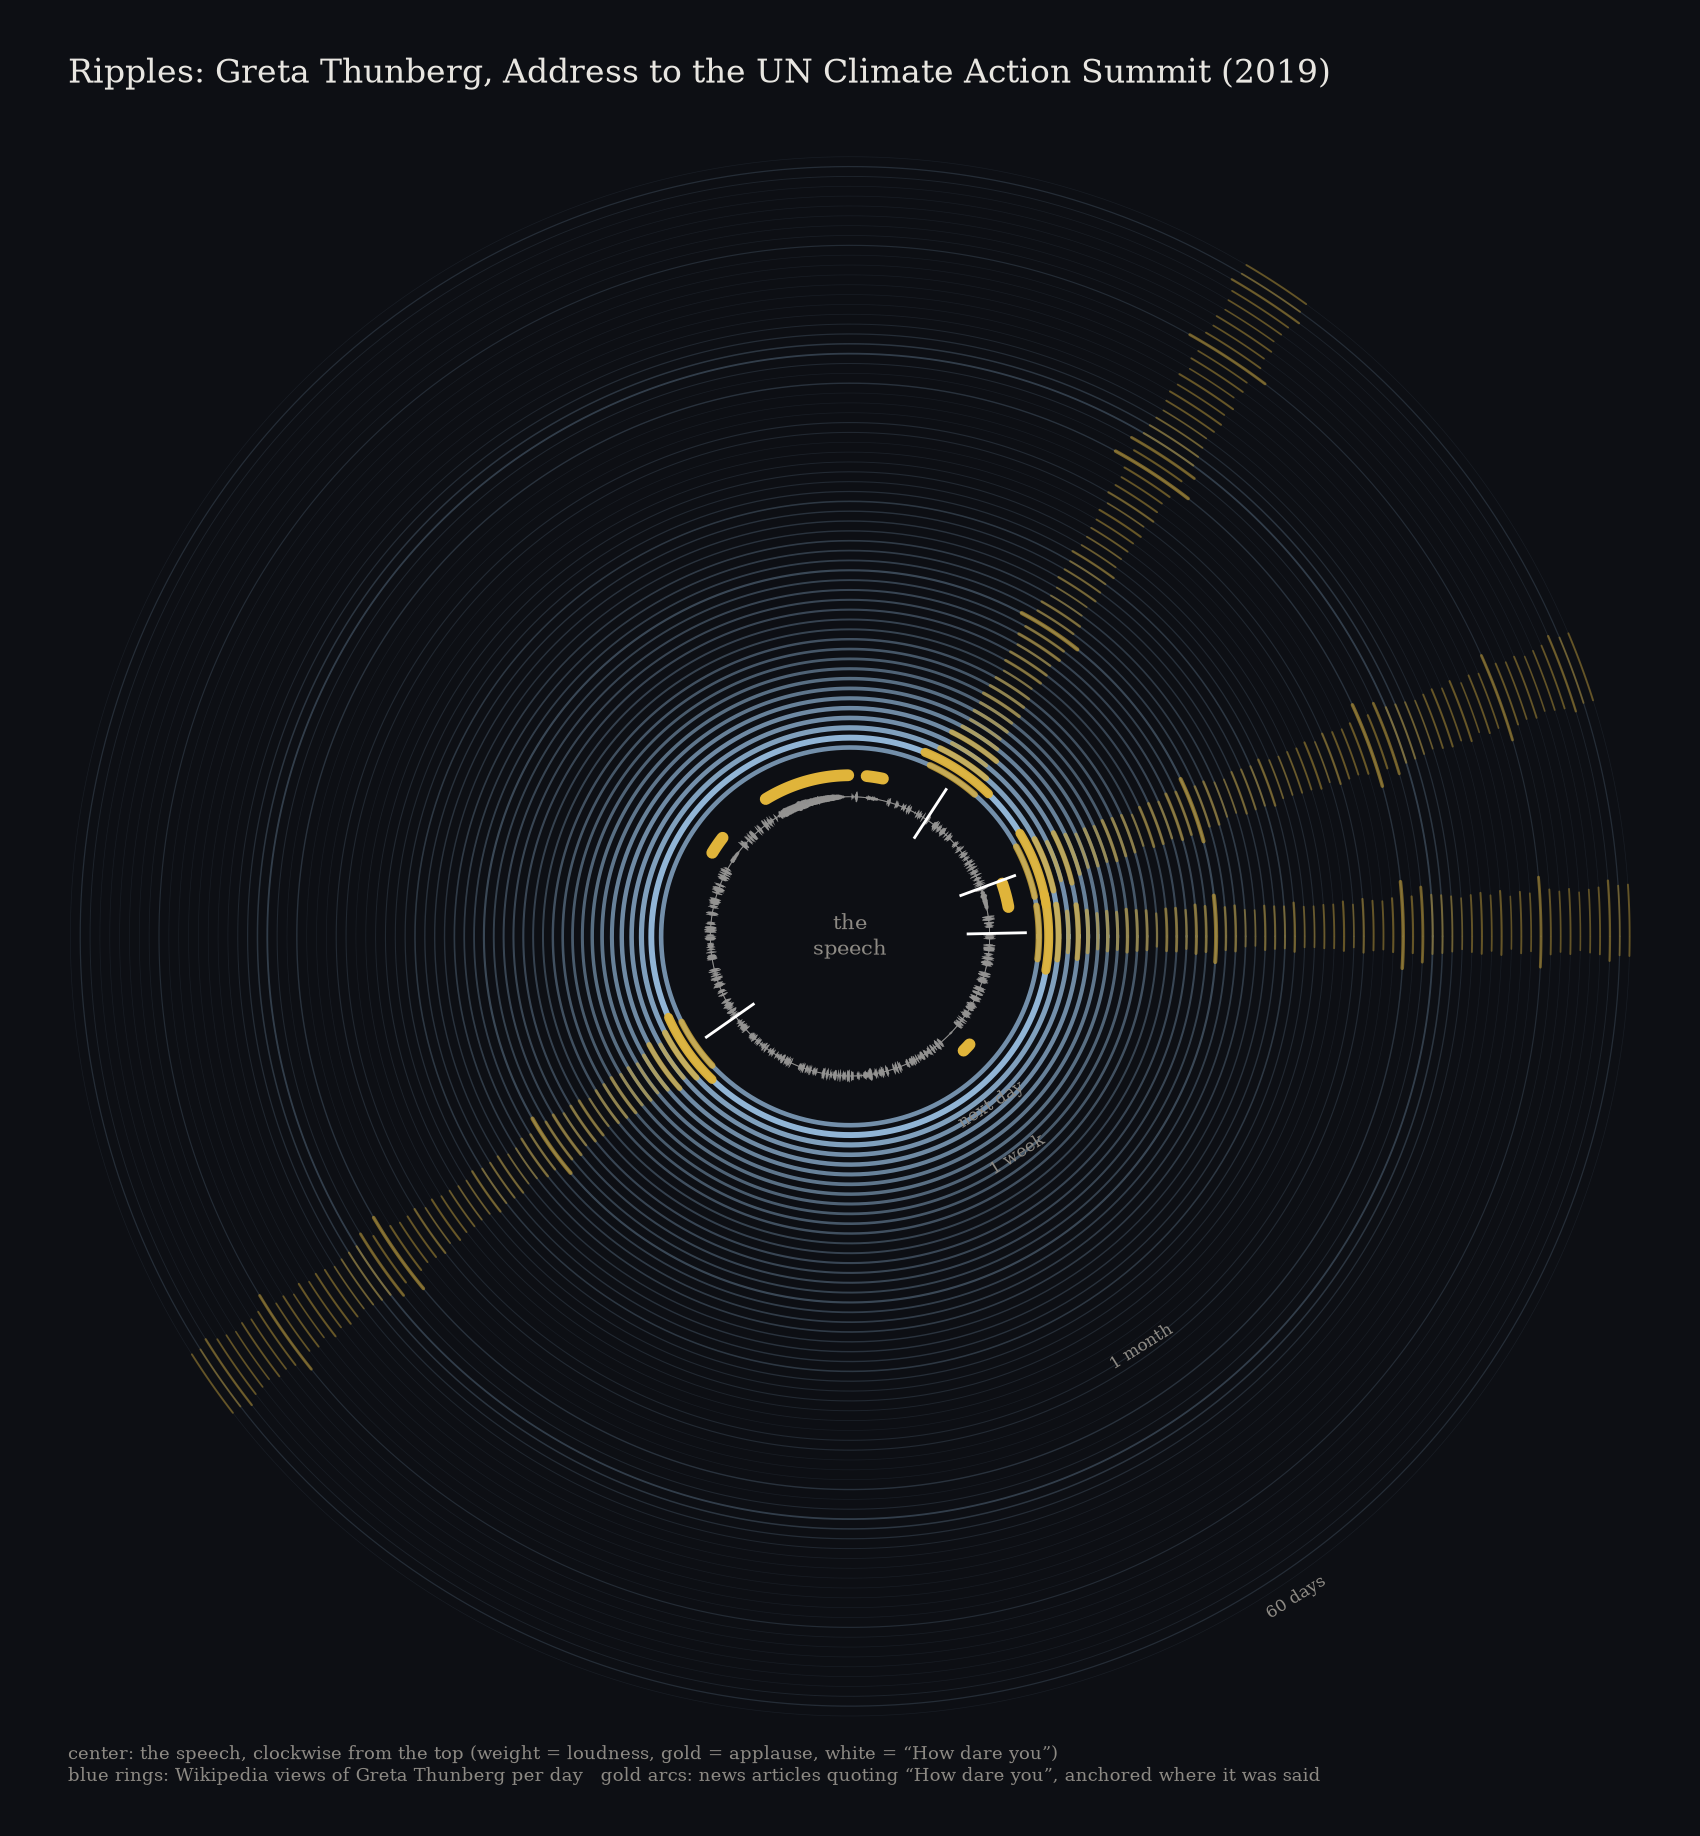 Ripples: Greta Thunberg, Address to the UN Climate Action Summit (2019)
the
speech
next day
1 week
1 month
60 days
center: the speech, clockwise from the top (weight = loudness, gold = applause, white = “How dare you”)
blue rings: Wikipedia views of Greta Thunberg per day   gold arcs: news articles quoting “How dare you”, anchored where it was said